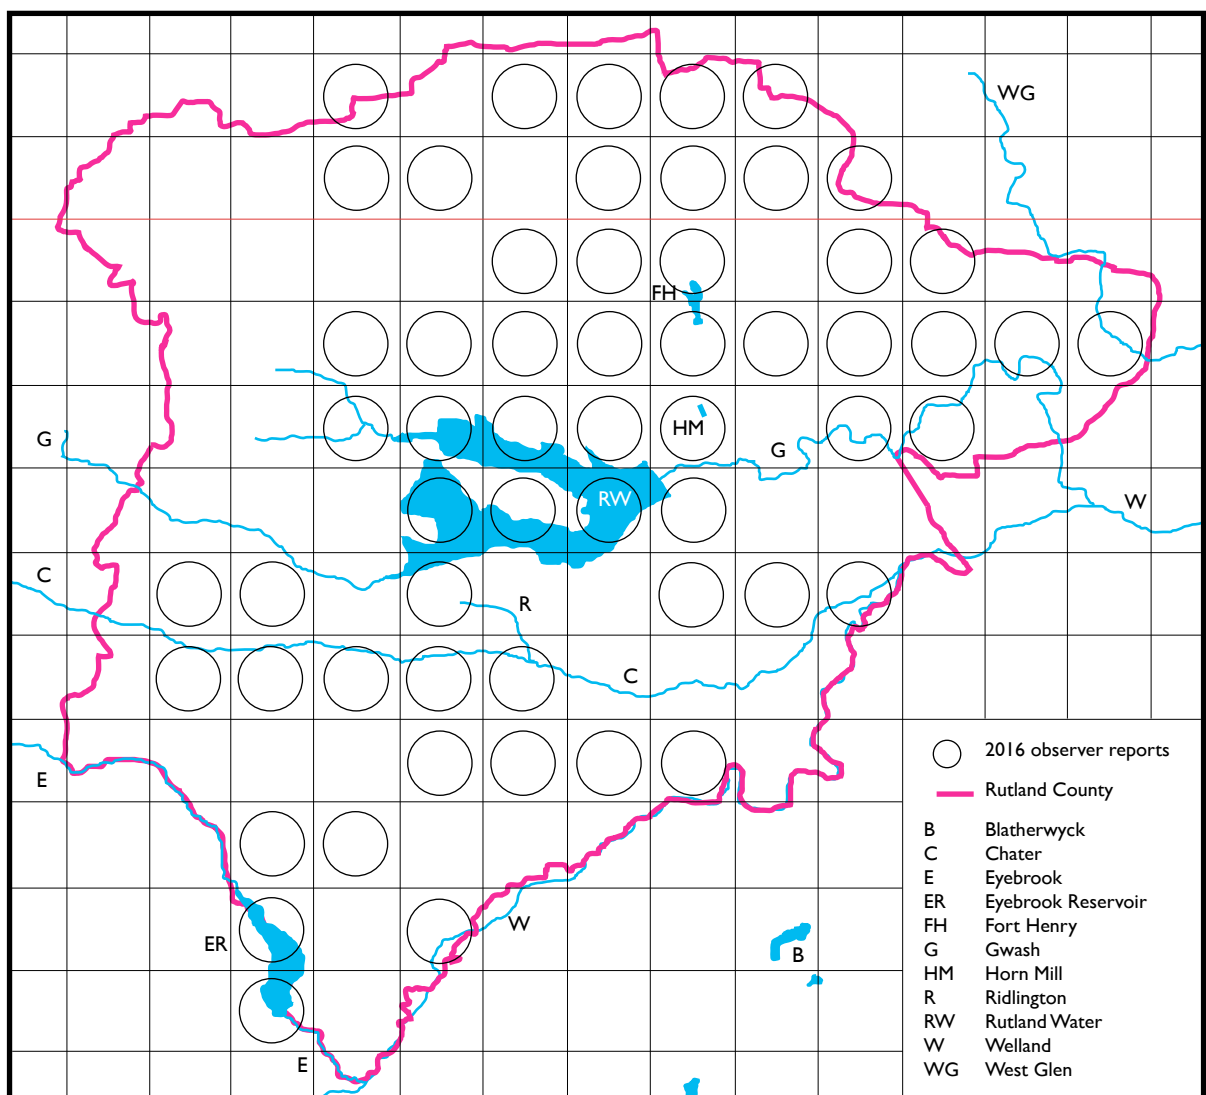 WG
FH
HM
G
G
RW
W
C
R
C
E
ER
W
B
E
2016 observer reports
Rutland County
B Blatherwyck
C Chater
E Eyebrook
ER Eyebrook Reservoir
FH Fort Henry
G Gwash
HM Horn Mill
R Ridlington
RW Rutland Water
W Welland
WG West Glen